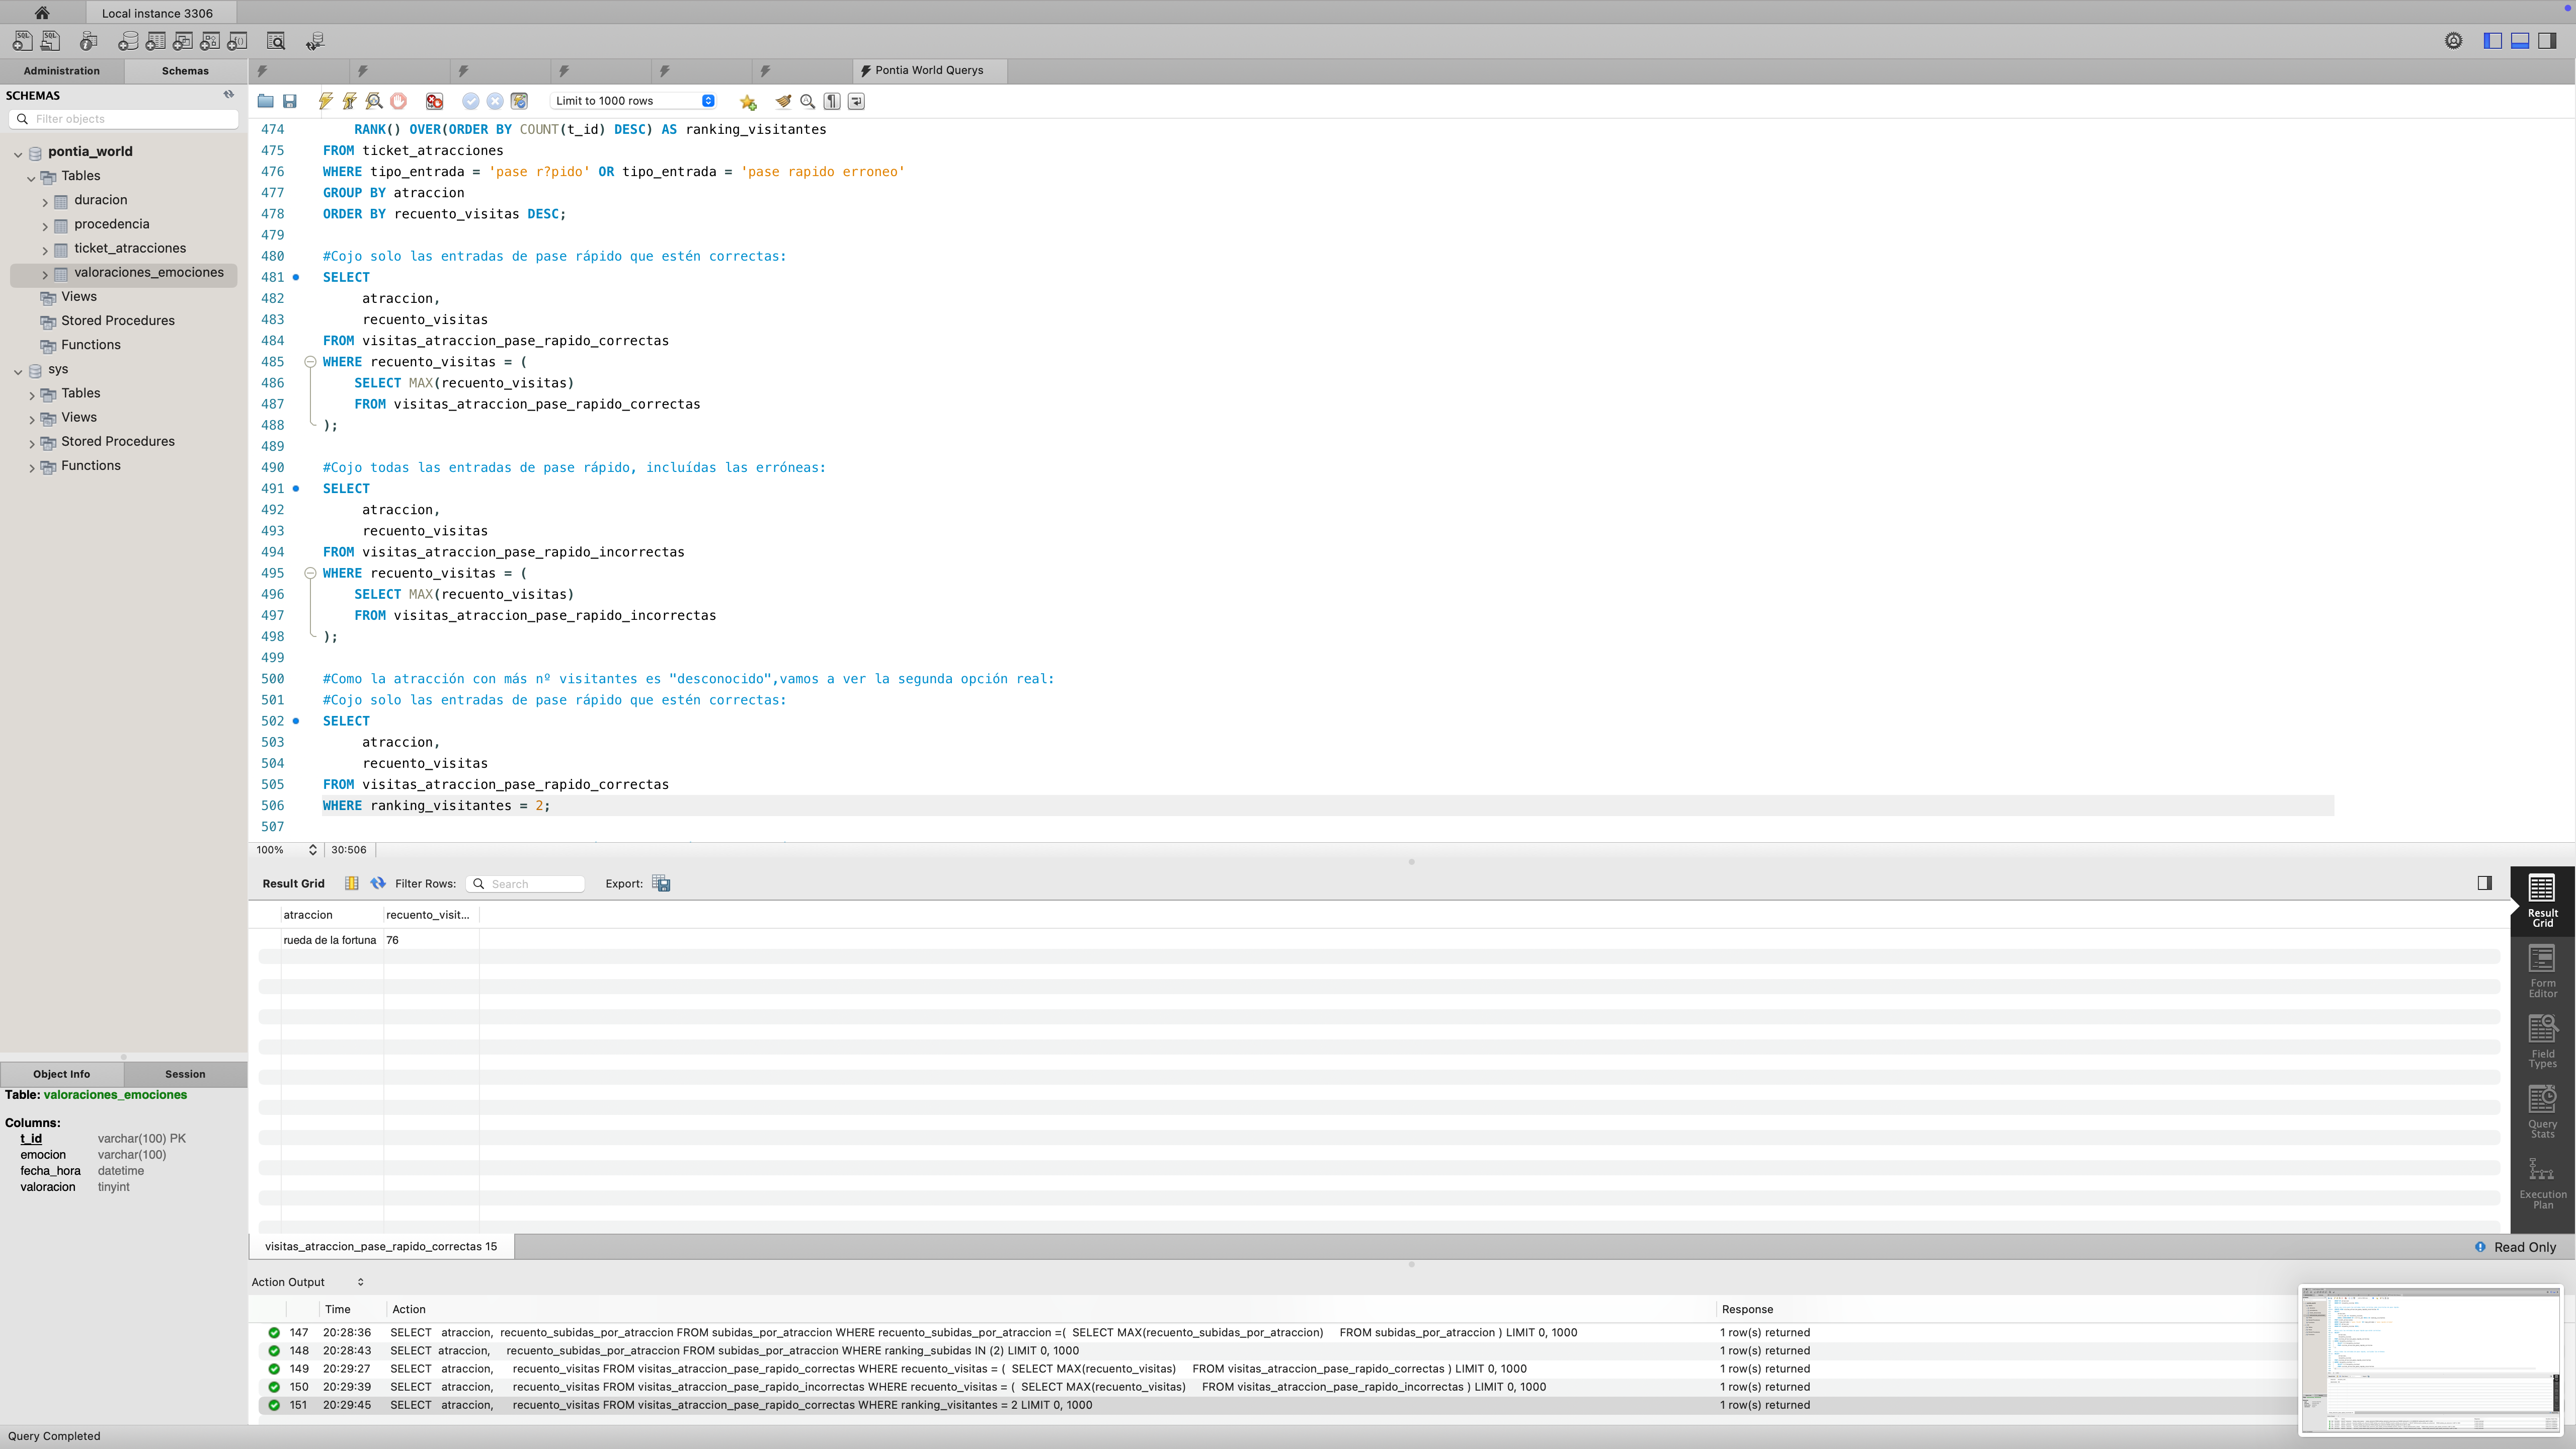 Local instance 3306
Administration
Schemas
Pontia World Querys
SCHEMAS
Filter objects
pontia_world
Tables
duracion
procedencia
ticket_atracciones
valoraciones_emociones
Views
Stored Procedures
Functions
sys
Tables
Views
Stored Procedures
Functions
Limit to 1000 rows
474 RANK() OVER(ORDER BY COUNT(t_id) DESC) AS ranking_visitantes
475 FROM ticket_atracciones
476 WHERE tipo_entrada = 'pase r?pido' OR tipo_entrada = 'pase rapido erroneo'
477 GROUP BY atraccion
478 ORDER BY recuento_visitas DESC;
479
480 #Cojo solo las entradas de pase rápido que estén correctas:
481 SELECT
482 atraccion,
483 recuento_visitas
484 FROM visitas_atraccion_pase_rapido_correctas
485 WHERE recuento_visitas = (
486 SELECT MAX(recuento_visitas)
487 FROM visitas_atraccion_pase_rapido_correctas
488 );
489
490 #Cojo todas las entradas de pase rápido, incluídas las erróneas:
491 SELECT
492 atraccion,
493 recuento_visitas
494 FROM visitas_atraccion_pase_rapido_incorrectas
495 WHERE recuento_visitas = (
496 SELECT MAX(recuento_visitas)
497 FROM visitas_atraccion_pase_rapido_incorrectas
498 );
499
500 #Como la atracción con más nº visitantes es "desconocido",vamos a ver la segunda opción real:
501 #Cojo solo las entradas de pase rápido que estén correctas:
502 SELECT
503 atraccion,
504 recuento_visitas
505 FROM visitas_atraccion_pase_rapido_correctas
506 WHERE ranking_visitantes = 2;
507
100% 30:506
Result Grid Filter Rows: Search Export:
atraccion recuento_visit...
rueda de la fortuna 76
Result Grid
Form Editor
Field Types
Query Stats
Execution Plan
visitas_atraccion_pase_rapido_correctas 15
Read Only
Object Info
Session
Table: valoraciones_emociones
Columns:
t_id varchar(100) PK
emocion varchar(100)
fecha_hora datetime
valoracion tinyint
Action Output
Time Action Response
147 20:28:36 SELECT atraccion, recuento_subidas_por_atraccion FROM subidas_por_atraccion WHERE recuento_subidas_por_atraccion =( SELECT MAX(recuento_subidas_por_atraccion) FROM subidas_por_atraccion ) LIMIT 0, 1000 1 row(s) returned
148 20:28:43 SELECT atraccion, recuento_subidas_por_atraccion FROM subidas_por_atraccion WHERE ranking_subidas IN (2) LIMIT 0, 1000 1 row(s) returned
149 20:29:27 SELECT atraccion, recuento_visitas FROM visitas_atraccion_pase_rapido_correctas WHERE recuento_visitas = ( SELECT MAX(recuento_visitas) FROM visitas_atraccion_pase_rapido_correctas ) LIMIT 0, 1000 1 row(s) returned
150 20:29:39 SELECT atraccion, recuento_visitas FROM visitas_atraccion_pase_rapido_incorrectas WHERE recuento_visitas = ( SELECT MAX(recuento_visitas) FROM visitas_atraccion_pase_rapido_incorrectas ) LIMIT 0, 1000 1 row(s) returned
151 20:29:45 SELECT atraccion, recuento_visitas FROM visitas_atraccion_pase_rapido_correctas WHERE ranking_visitantes = 2 LIMIT 0, 1000 1 row(s) returned
Query Completed